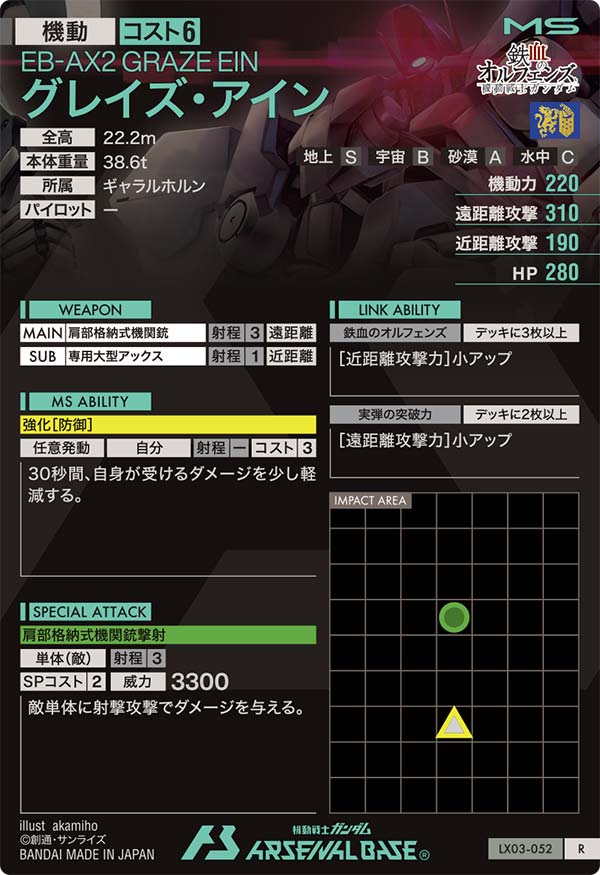 機動 コスト6 MS
EB-AX2 GRAZE EIN
グレイズ・アイン
鉄血の
オルフェンズ
機動戦士ガンダム
全高 22.2m
本体重量 38.6t
所属 ギャラルホルン
パイロット ー
地上 S 宇宙 B 砂漠 A 水中 C
機動力 220
遠距離攻撃 310
近距離攻撃 190
HP 280
WEAPON
MAIN 肩部格納式機関銃 射程 3 遠距離
SUB 専用大型アックス 射程 1 近距離
MS ABILITY
強化[防御]
任意発動 自分 射程 ー コスト 3
30秒間、自身が受けるダメージを少し軽
減する。
SPECIAL ATTACK
肩部格納式機関銃撃射
単体(敵) 射程 3
SPコスト 2 威力 3300
敵単体に射撃攻撃でダメージを与える。
LINK ABILITY
鉄血のオルフェンズ デッキに3枚以上
[近距離攻撃力]小アップ
実弾の突破力 デッキに2枚以上
[遠距離攻撃力]小アップ
IMPACT AREA
illust akamiho
©創通・サンライズ
BANDAI MADE IN JAPAN
機動戦士ガンダム
AB ARSENAL BASE®
LX03-052 R